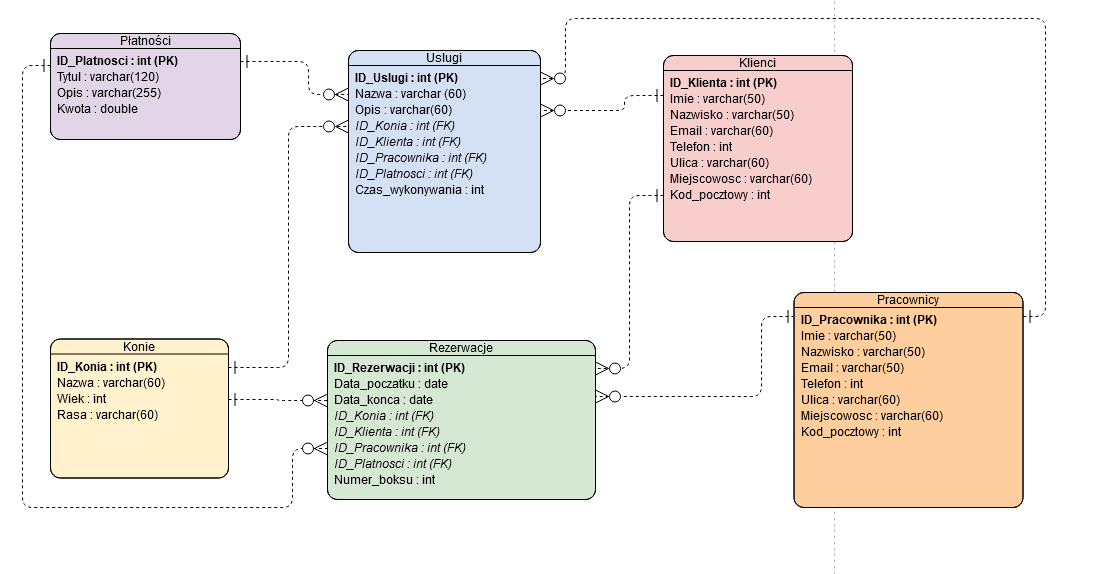 Płatności
ID_Platnosci : int (PK)
Tytul : varchar(120)
Opis : varchar(255)
Kwota : double
Uslugi
ID_Uslugi : int (PK)
Nazwa : varchar (60)
Opis : varchar(60)
ID_Konia : int (FK)
ID_Klienta : int (FK)
ID_Pracownika : int (FK)
ID_Platnosci : int (FK)
Czas_wykonywania : int
Klienci
ID_Klienta : int (PK)
Imie : varchar(50)
Nazwisko : varchar(50)
Email : varchar(60)
Telefon : int
Ulica : varchar(60)
Miejscowosc : varchar(60)
Kod_pocztowy : int
Konie
ID_Konia : int (PK)
Nazwa : varchar(60)
Wiek : int
Rasa : varchar(60)
Rezerwacje
ID_Rezerwacji : int (PK)
Data_poczatku : date
Data_konca : date
ID_Konia : int (FK)
ID_Klienta : int (FK)
ID_Pracownika : int (FK)
ID_Platnosci : int (FK)
Numer_boksu : int
Pracownicy
ID_Pracownika : int (PK)
Imie : varchar(50)
Nazwisko : varchar(50)
Email : varchar(50)
Telefon : int
Ulica : varchar(60)
Miejscowosc : varchar(60)
Kod_pocztowy : int